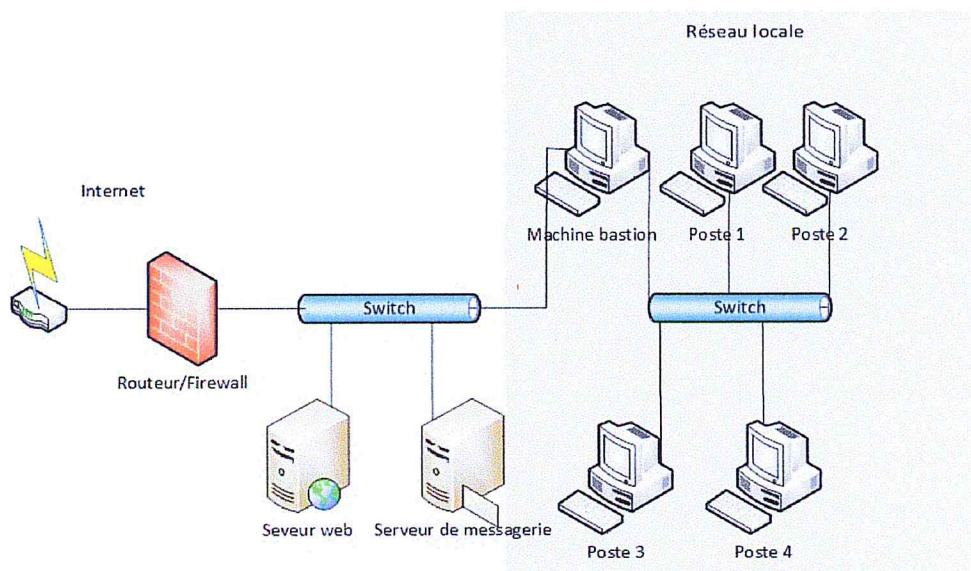 Réseau locale
Internet
Machine bastion
Poste 1
Poste 2
Switch
Switch
Routeur/Firewall
Seveur web
Serveur de messagerie
Poste 3
Poste 4